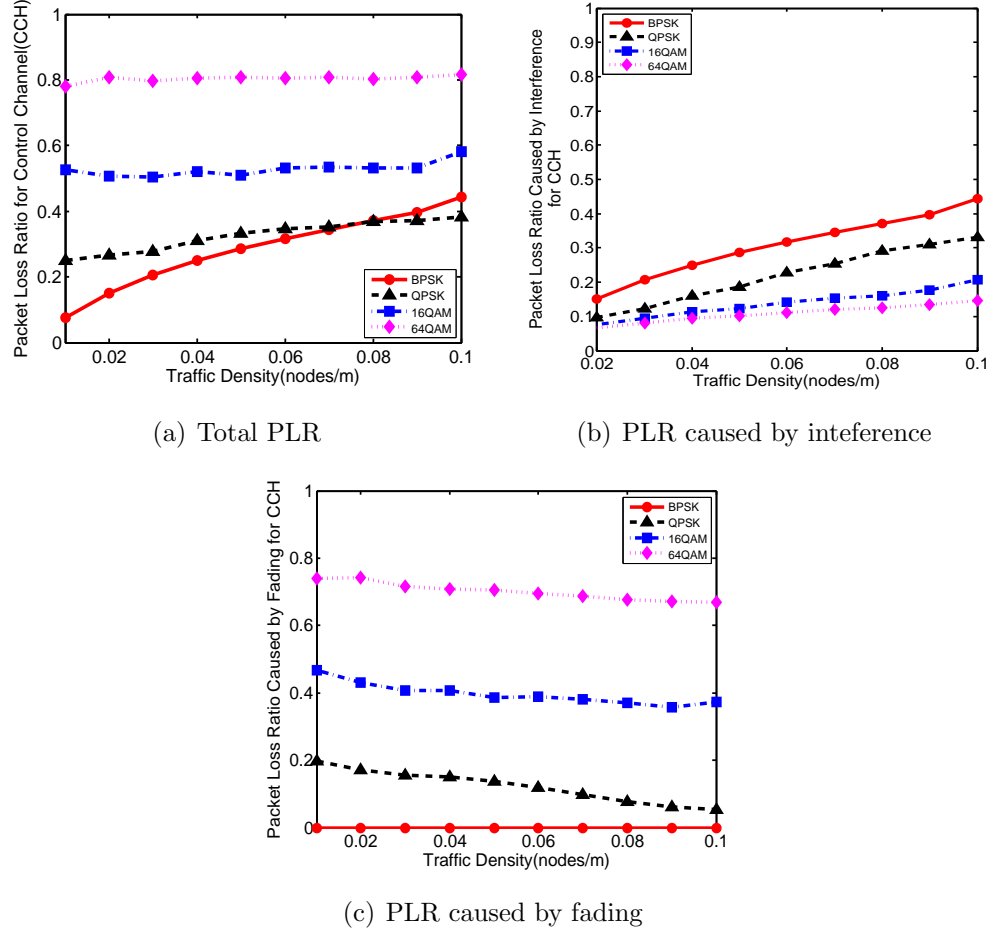 1
0.8
0.6
0.4
0.2
0
0.02
0.04
0.06
0.08
0.1
Traffic Density(nodes/m)
Packet Loss Ratio for Control Channel(CCH)
BPSK
QPSK
16QAM
64QAM
(a) Total PLR
1
0.9
0.8
0.7
0.6
0.5
0.4
0.3
0.2
0.1
0
0.02
0.04
0.06
0.08
0.1
Traffic Density(nodes/m)
Packet Loss Ratio Caused by Interference
for CCH
BPSK
QPSK
16QAM
64QAM
(b) PLR caused by inteference
1
0.8
0.6
0.4
0.2
0
0.02
0.04
0.06
0.08
0.1
Traffic Density(nodes/m)
Packet Loss Ratio Caused by Fading for CCH
BPSK
QPSK
16QAM
64QAM
(c) PLR caused by fading